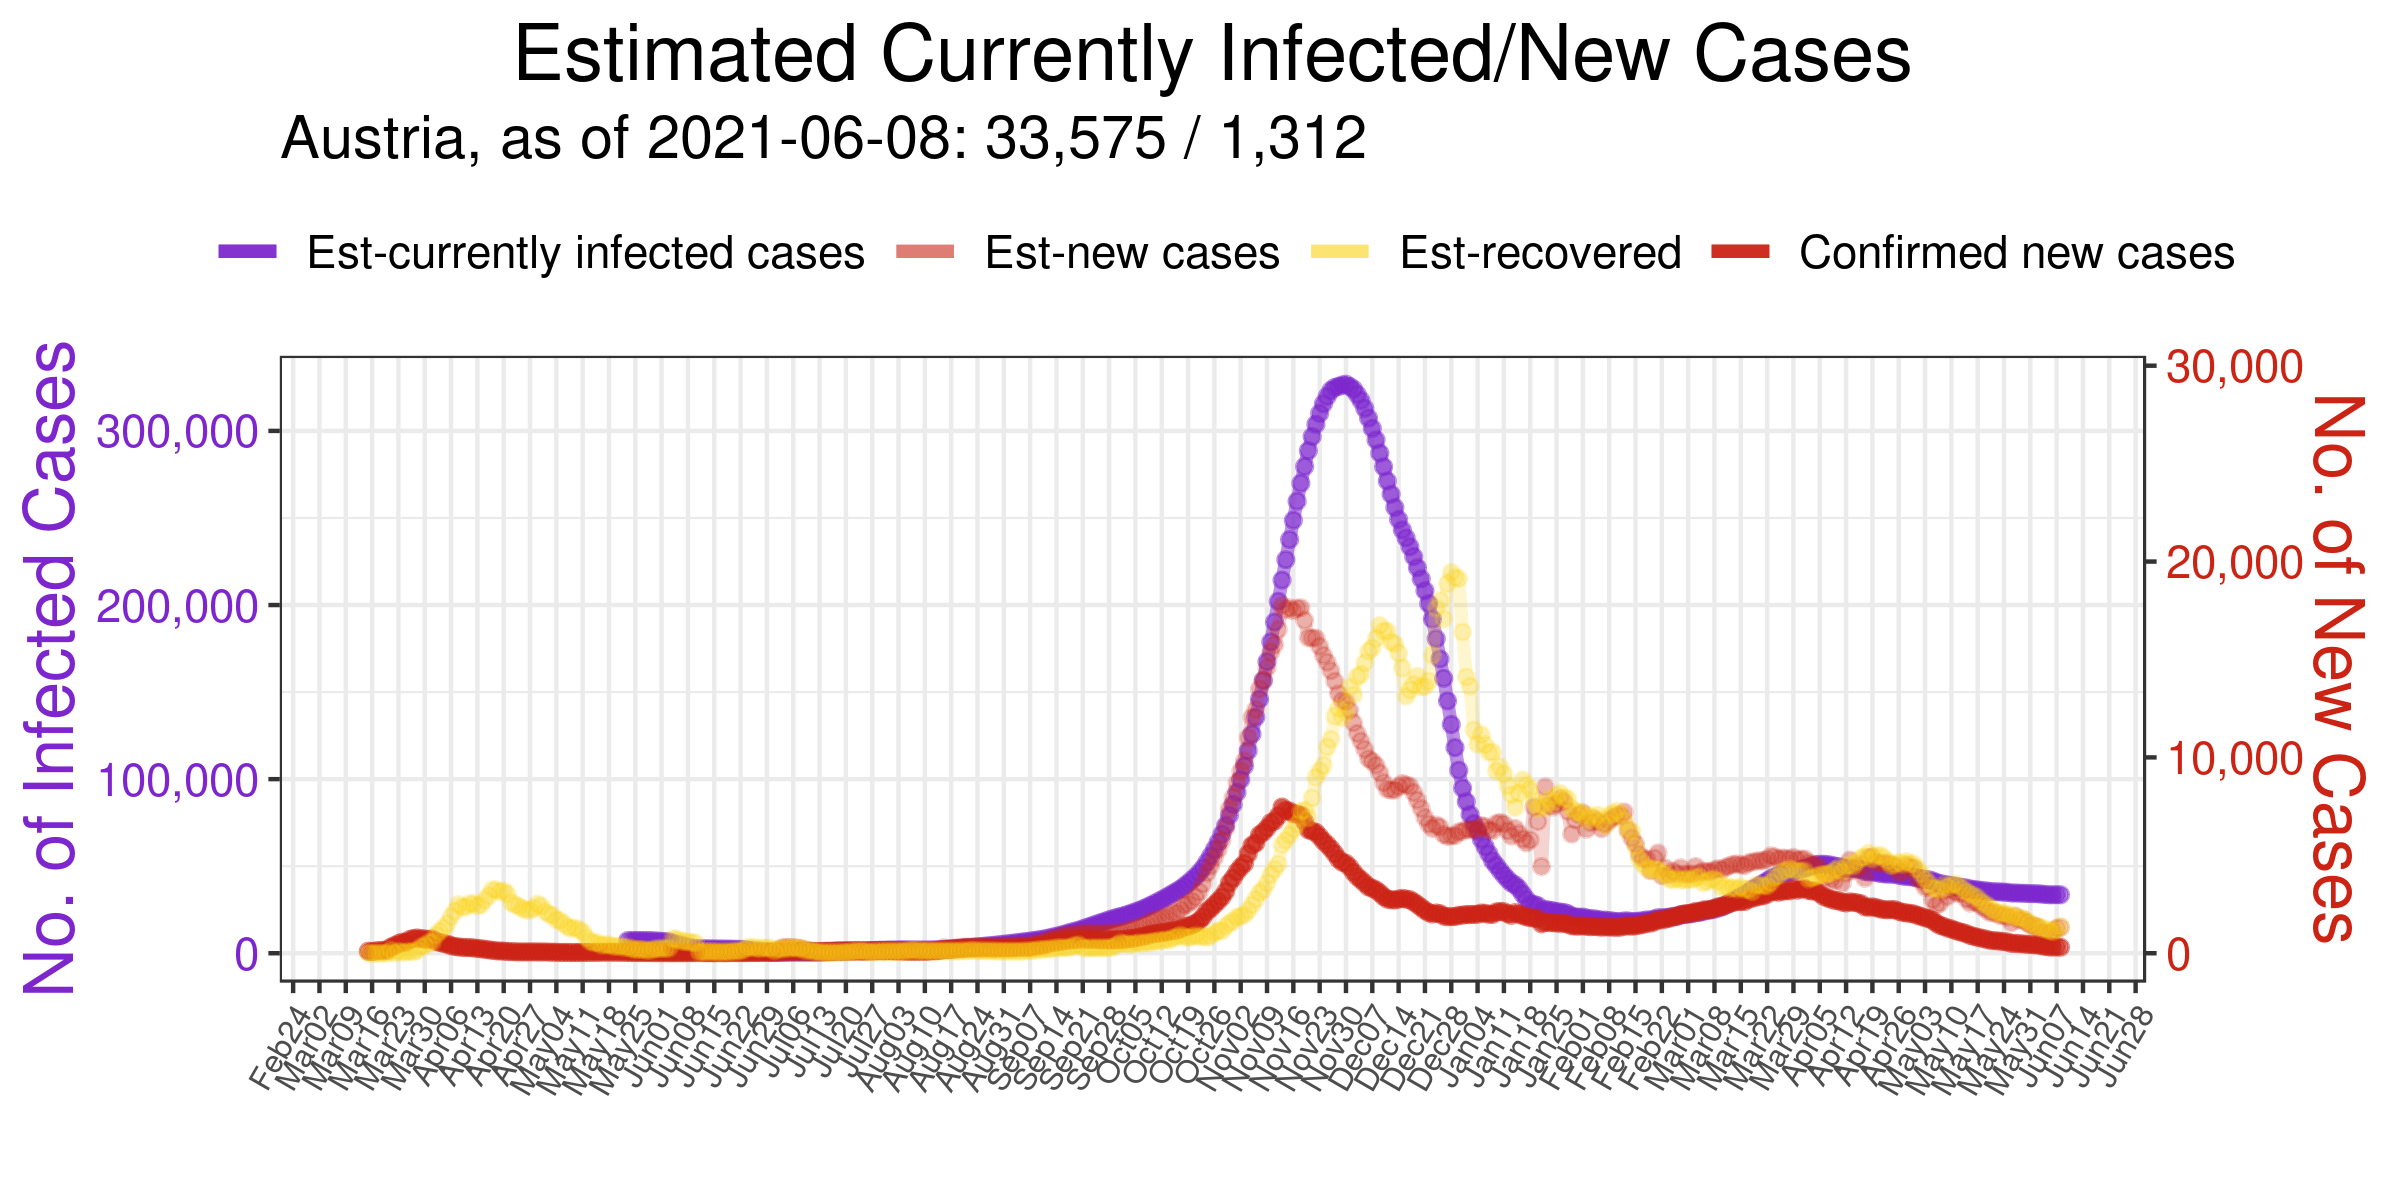 Estimated Currently Infected/New Cases
Austria, as of 2021-06-08: 33,575 / 1,312
Est-currently infected cases Est-new cases Est-recovered Confirmed new cases
No. of Infected Cases
300,000
200,000
100,000
0
30,000
20,000
10,000
0
No. of New Cases
Feb24
Mar02
Mar09
Mar16
Mar23
Mar30
Apr06
Apr13
Apr20
Apr27
May04
May11
May18
May25
Jun01
Jun08
Jun15
Jun22
Jun29
Jul06
Jul13
Jul20
Jul27
Aug03
Aug10
Aug17
Aug24
Aug31
Sep07
Sep14
Sep21
Sep28
Oct05
Oct12
Oct19
Oct26
Nov02
Nov09
Nov16
Nov23
Nov30
Dec07
Dec14
Dec21
Dec28
Jan04
Jan11
Jan18
Jan25
Feb01
Feb08
Feb15
Feb22
Mar01
Mar08
Mar15
Mar22
Mar29
Apr05
Apr12
Apr19
Apr26
May03
May10
May17
May24
May31
Jun07
Jun14
Jun21
Jun28